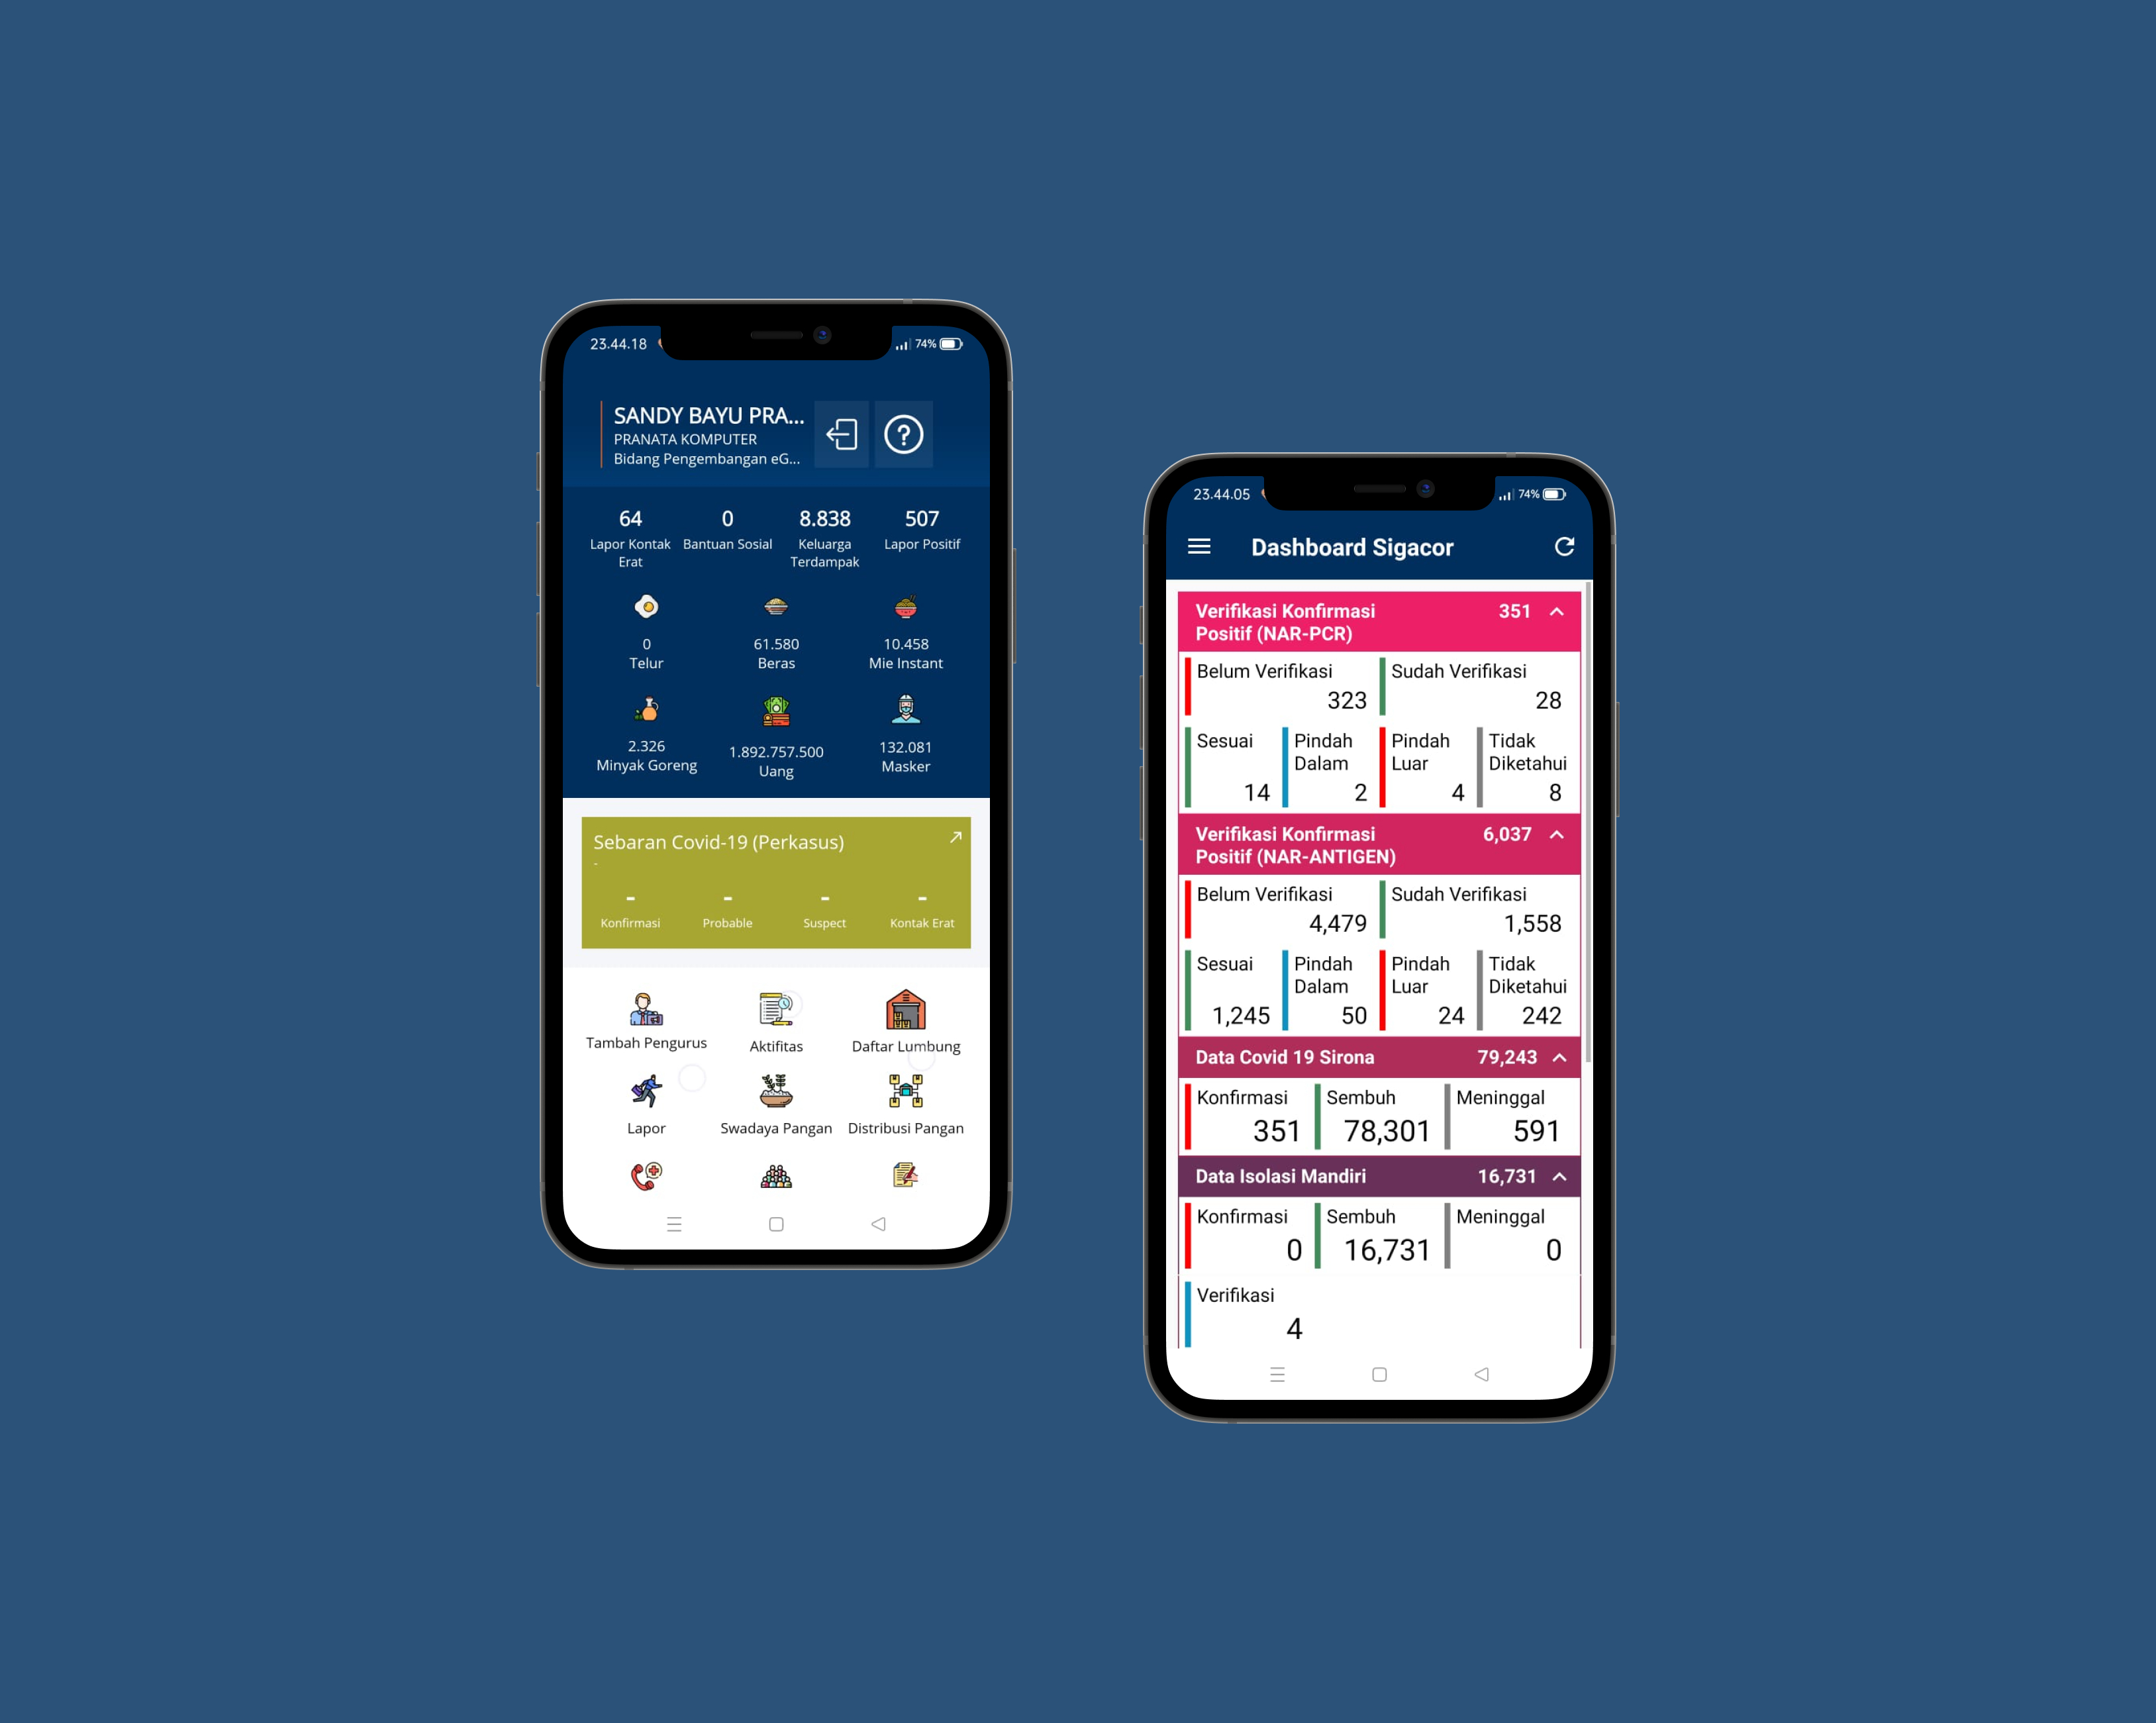 23.44.18
74%
SANDY BAYU PRA...
PRANATA KOMPUTER
Bidang Pengembangan eG...
64
0
8.838
507
Lapor Kontak
Erat
Bantuan Sosial
Keluarga
Terdampak
Lapor Positif
0
61.580
10.458
Telur
Beras
Mie Instant
2.326
1.892.757.500
132.081
Minyak Goreng
Uang
Masker
Sebaran Covid-19 (Perkasus)
-
- - - -
Konfirmasi
Probable
Suspect
Kontak Erat
Tambah Pengurus
Aktifitas
Daftar Lumbung
Lapor
Swadaya Pangan
Distribusi Pangan
23.44.05
74%
Dashboard Sigacor
Verifikasi Konfirmasi
Positif (NAR-PCR)
351
Belum Verifikasi
323
Sudah Verifikasi
28
Sesuai
14
Pindah
Dalam
2
Pindah
Luar
4
Tidak
Diketahui
8
Verifikasi Konfirmasi
Positif (NAR-ANTIGEN)
6,037
Belum Verifikasi
4,479
Sudah Verifikasi
1,558
Sesuai
1,245
Pindah
Dalam
50
Pindah
Luar
24
Tidak
Diketahui
242
Data Covid 19 Sirona
79,243
Konfirmasi
351
Sembuh
78,301
Meninggal
591
Data Isolasi Mandiri
16,731
Konfirmasi
0
Sembuh
16,731
Meninggal
0
Verifikasi
4